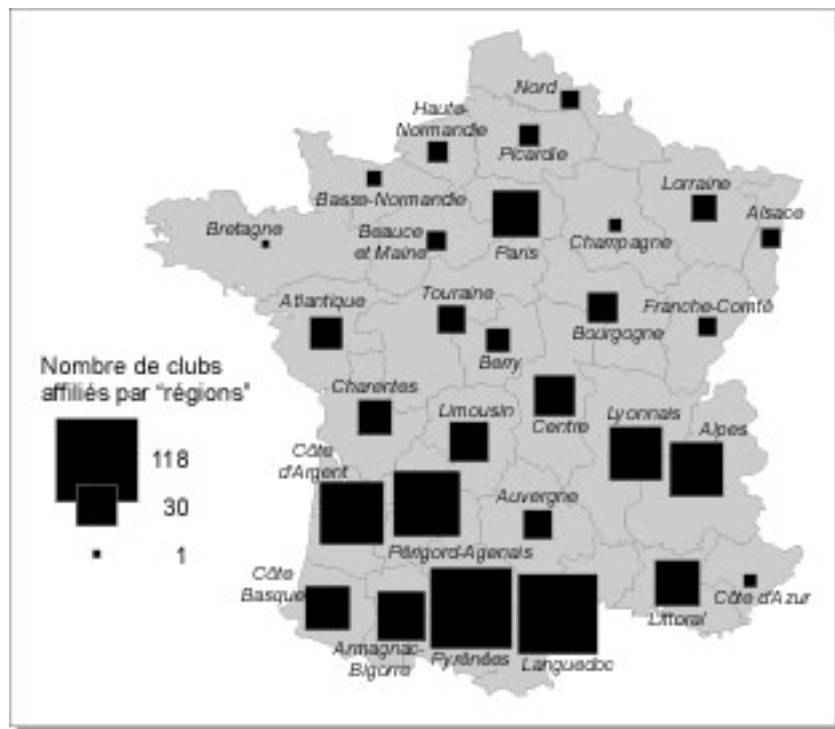 Nord
Haute-
Normandie
Picardie
Basse-Normandie
Lorraine
Alsace
Bretagne
Beauce
et Maine
Paris
Champagne
Atlantique
Touraine
Bourgogne
Franche-Comté
Berry
Nombre de clubs
affiliés par "régions"
118
30
1
Charentes
Limousin
Centre
Lyonnais
Alpes
Côte
d'Argent
Périgord-Agenais
Auvergne
Côte
Basque
Armagnac-
Bigorre
Pyrénées
Languedoc
Littoral
Côte d'Azur